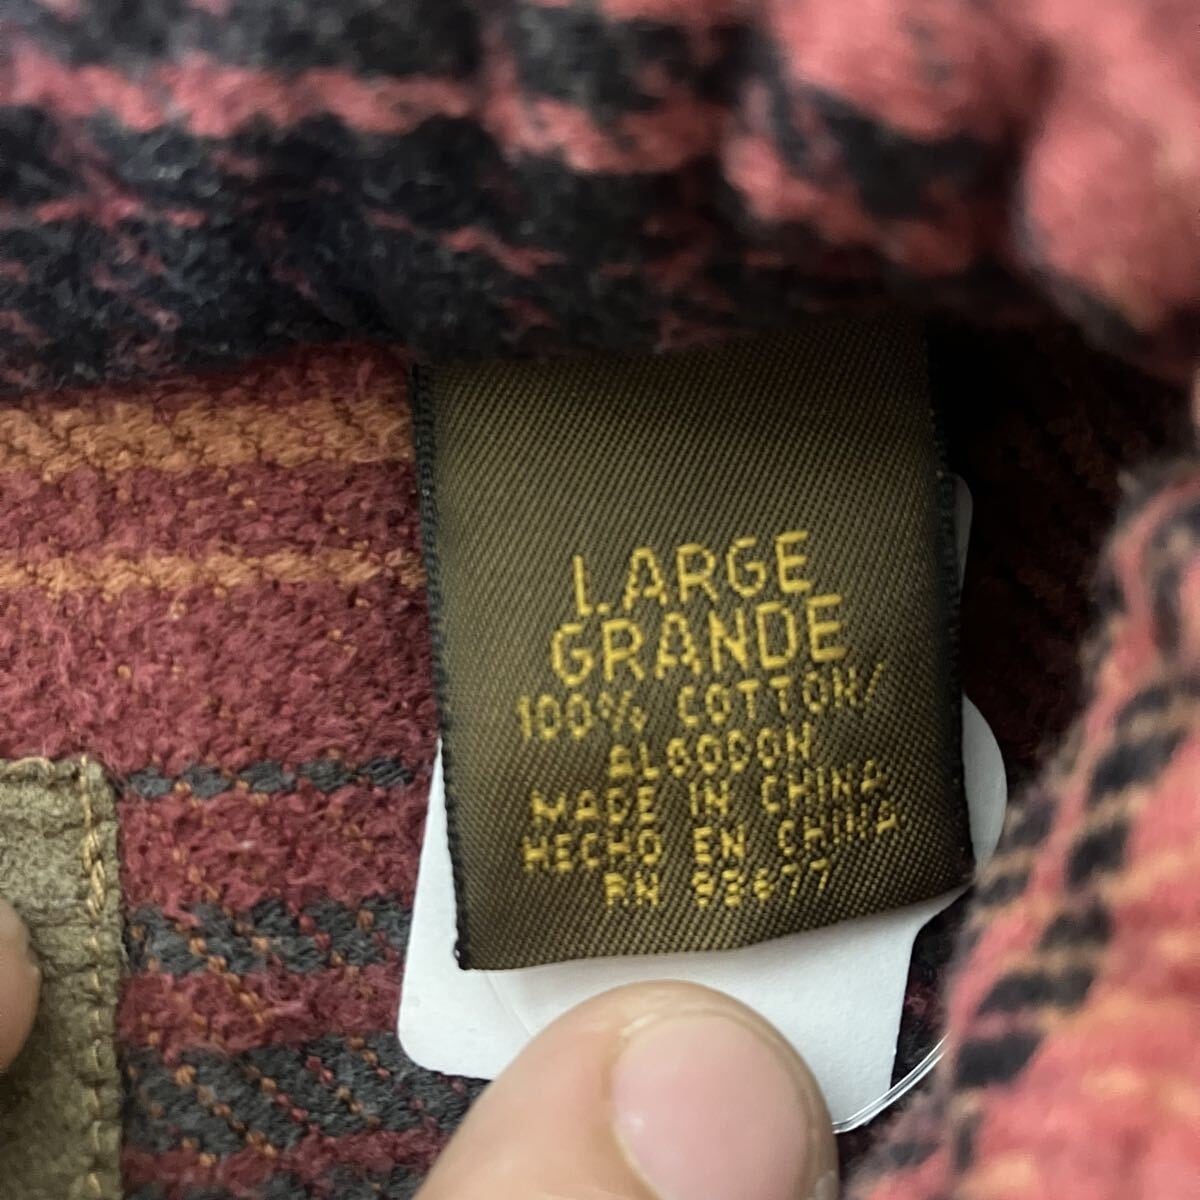 LARGE
GRANDE
100% COTTON/
ALGODON
MADE IN CHINA
HECHO EN CHINA
RN